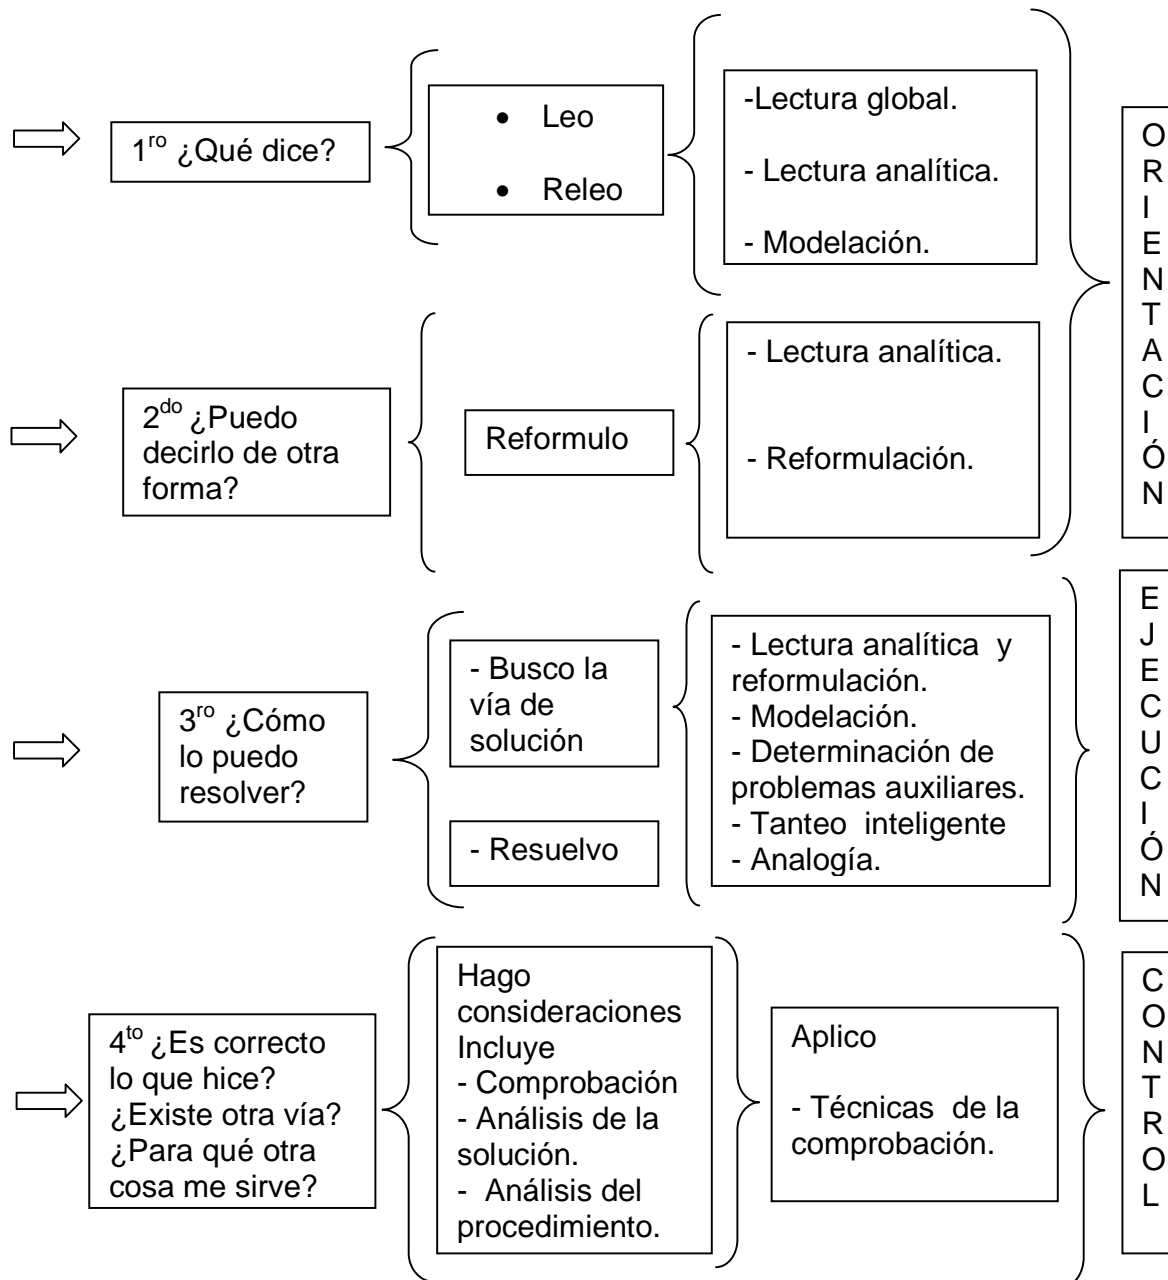 1ro ¿Qué dice?
• Leo
• Releo
-Lectura global.
- Lectura analítica.
- Modelación.
2do ¿Puedo
decirlo de otra
forma?
Reformulo
- Lectura analítica.
- Reformulación.
O
R
I
E
N
T
A
C
I
Ó
N
3ro ¿Cómo
lo puedo
resolver?
- Busco la
vía de
solución
- Resuelvo
- Lectura analítica y
reformulación.
- Modelación.
- Determinación de
problemas auxiliares.
- Tanteo inteligente
- Analogía.
E
J
E
C
U
C
I
Ó
N
4to ¿Es correcto
lo que hice?
¿Existe otra vía?
¿Para qué otra
cosa me sirve?
Hago
consideraciones
Incluye
- Comprobación
- Análisis de la
solución.
- Análisis del
procedimiento.
Aplico
- Técnicas de la
comprobación.
C
O
N
T
R
O
L